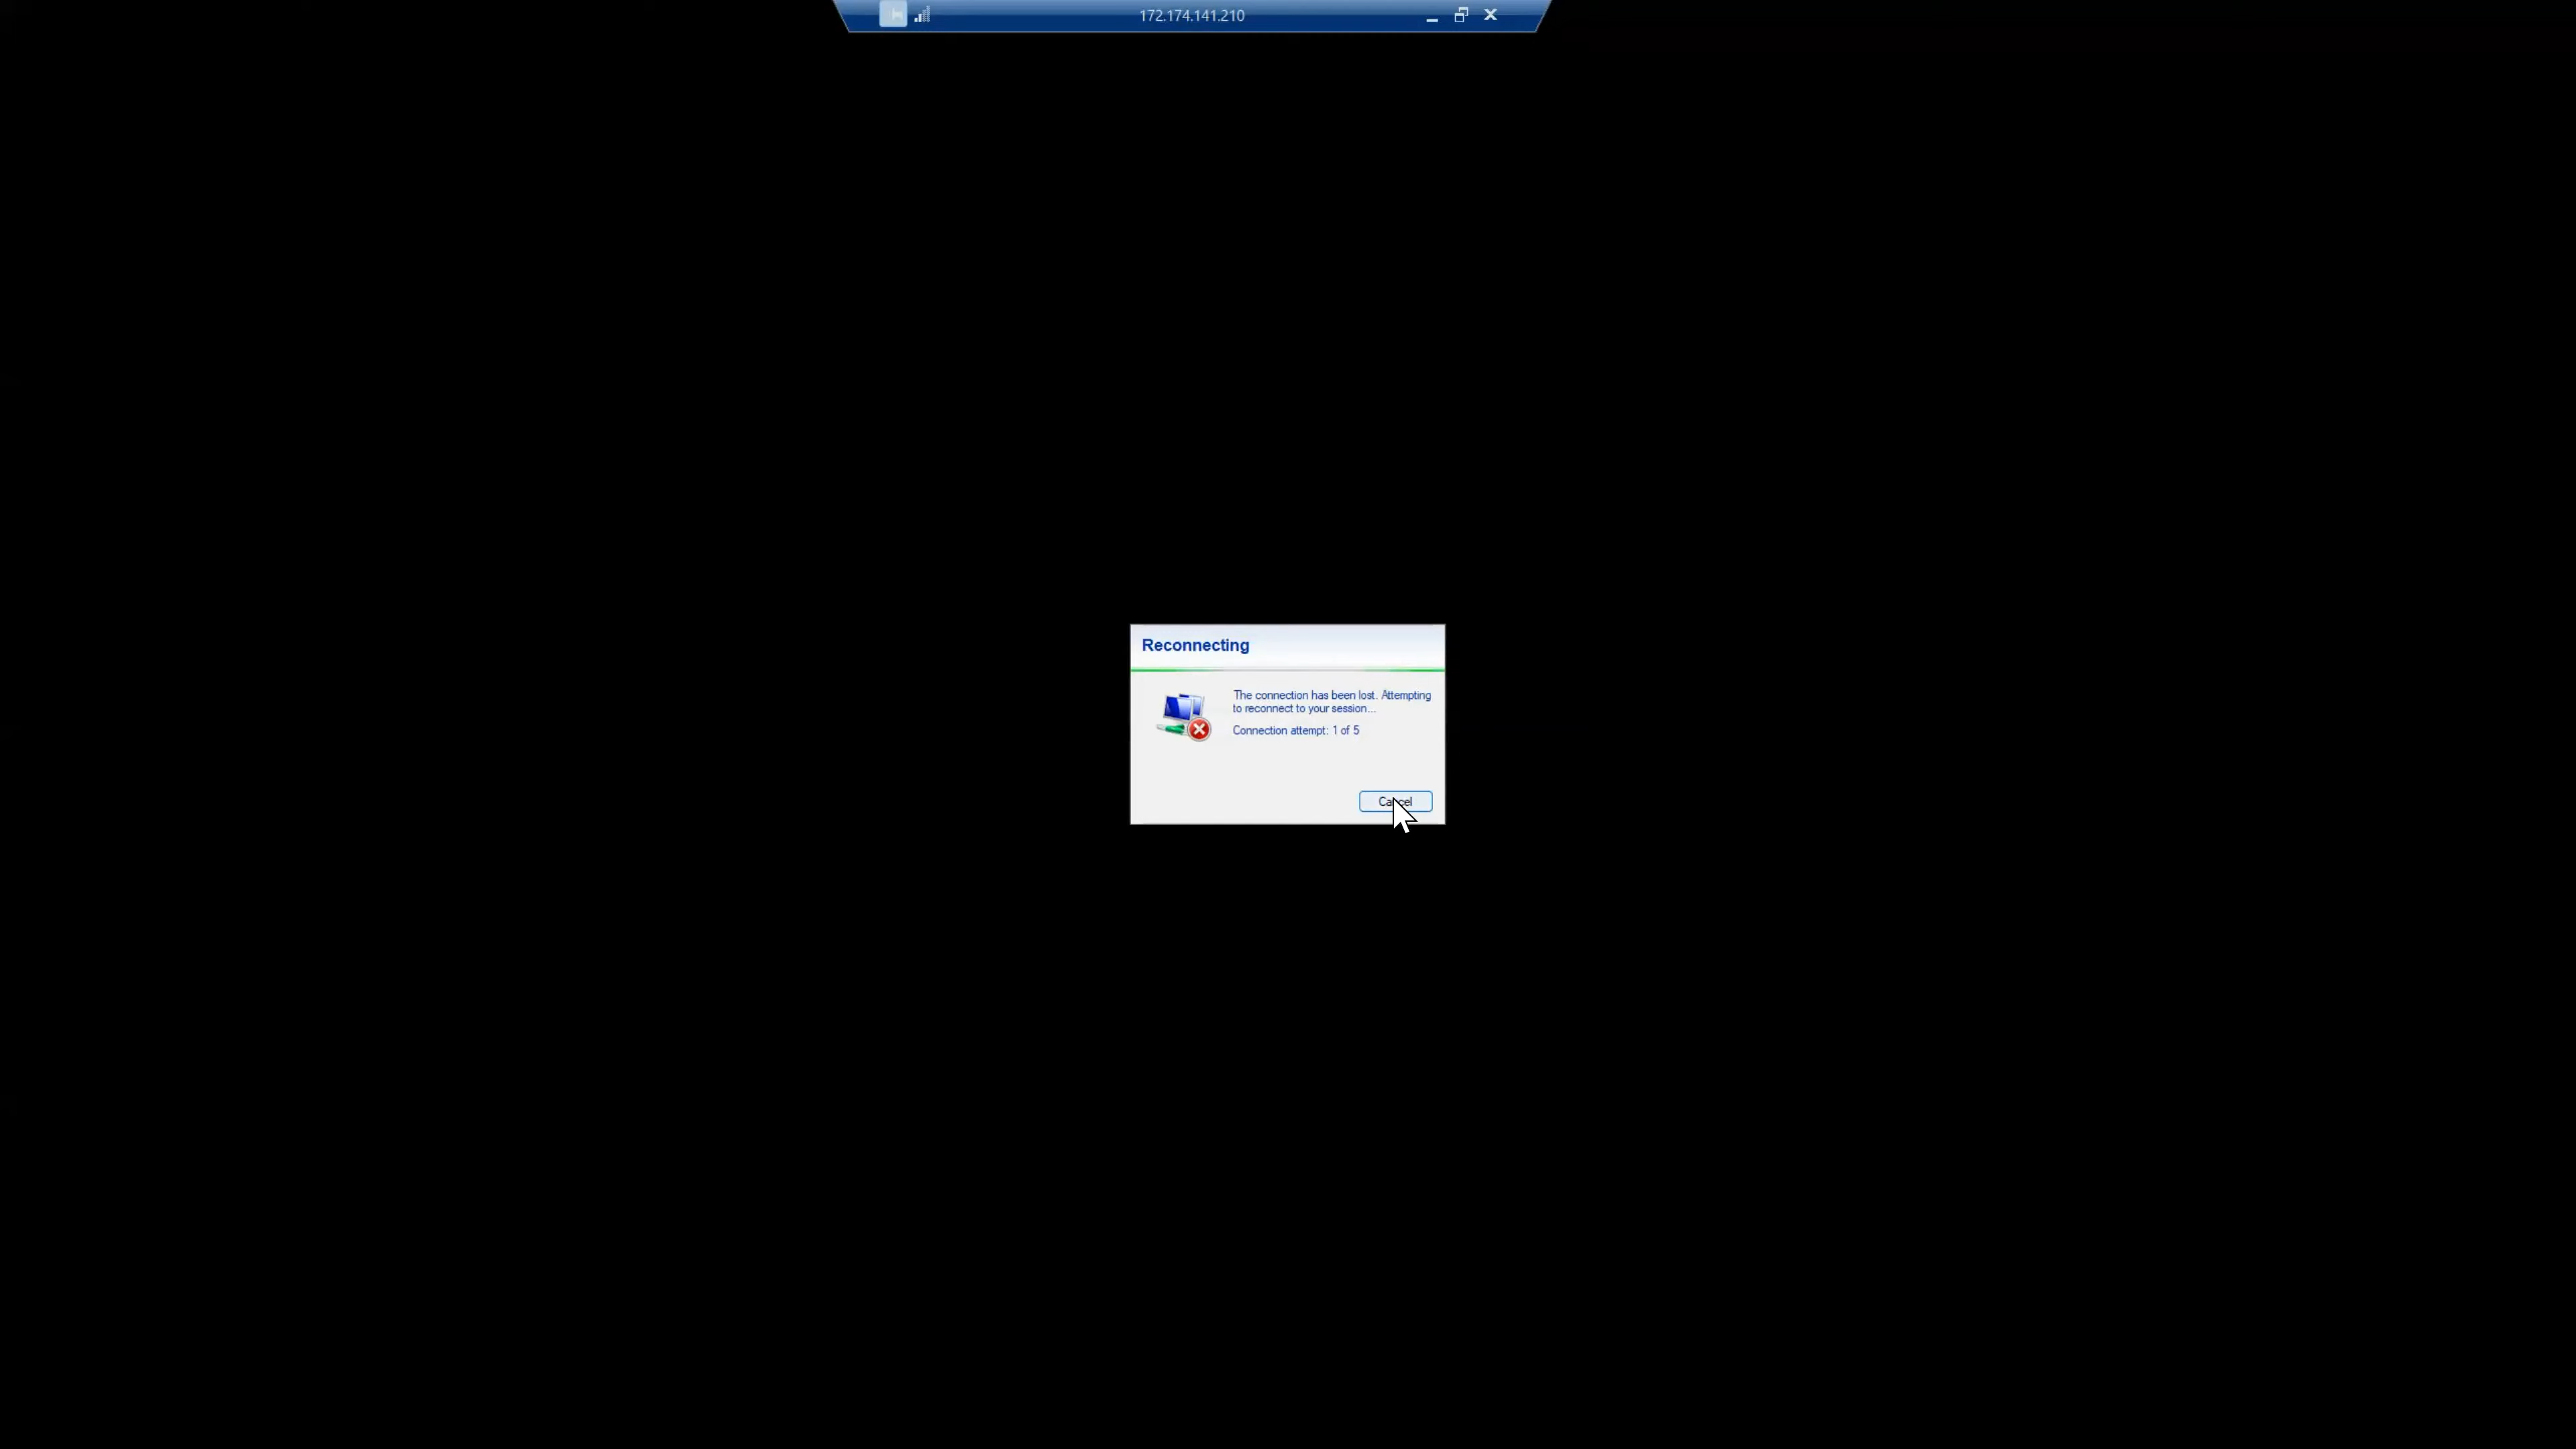 172.174.141.210
Reconnecting
The connection has been lost. Attempting
to reconnect to your session...
Connection attempt: 1 of 5
Cancel